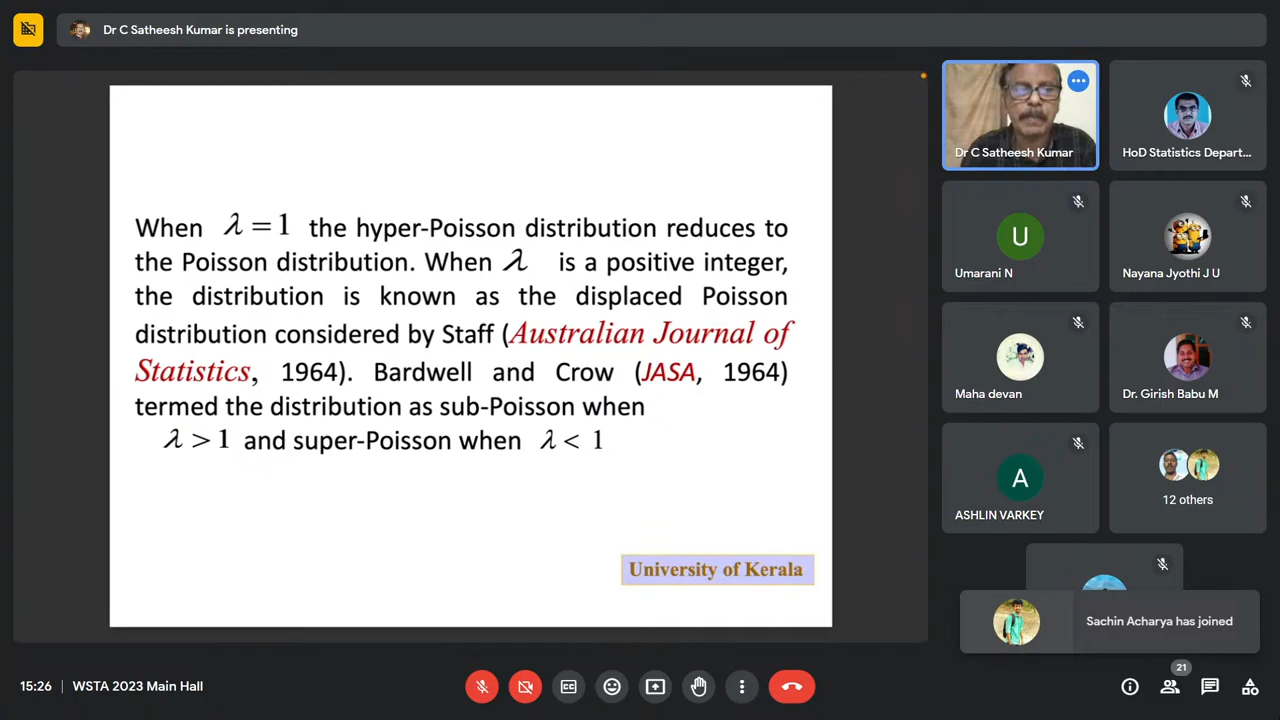 Dr C Satheesh Kumar is presenting
When λ = 1 the hyper-Poisson distribution reduces to
the Poisson distribution. When λ is a positive integer,
the distribution is known as the displaced Poisson
distribution considered by Staff (Australian Journal of
Statistics, 1964). Bardwell and Crow (JASA, 1964)
termed the distribution as sub-Poisson when
λ > 1 and super-Poisson when λ < 1
University of Kerala
Dr C Satheesh Kumar
HoD Statistics Depart...
U
Umarani N
Nayana Jyothi J U
Maha devan
Dr. Girish Babu M
A
ASHLIN VARKEY
12 others
Sachin Acharya has joined
15:26 | WSTA 2023 Main Hall
CC
21